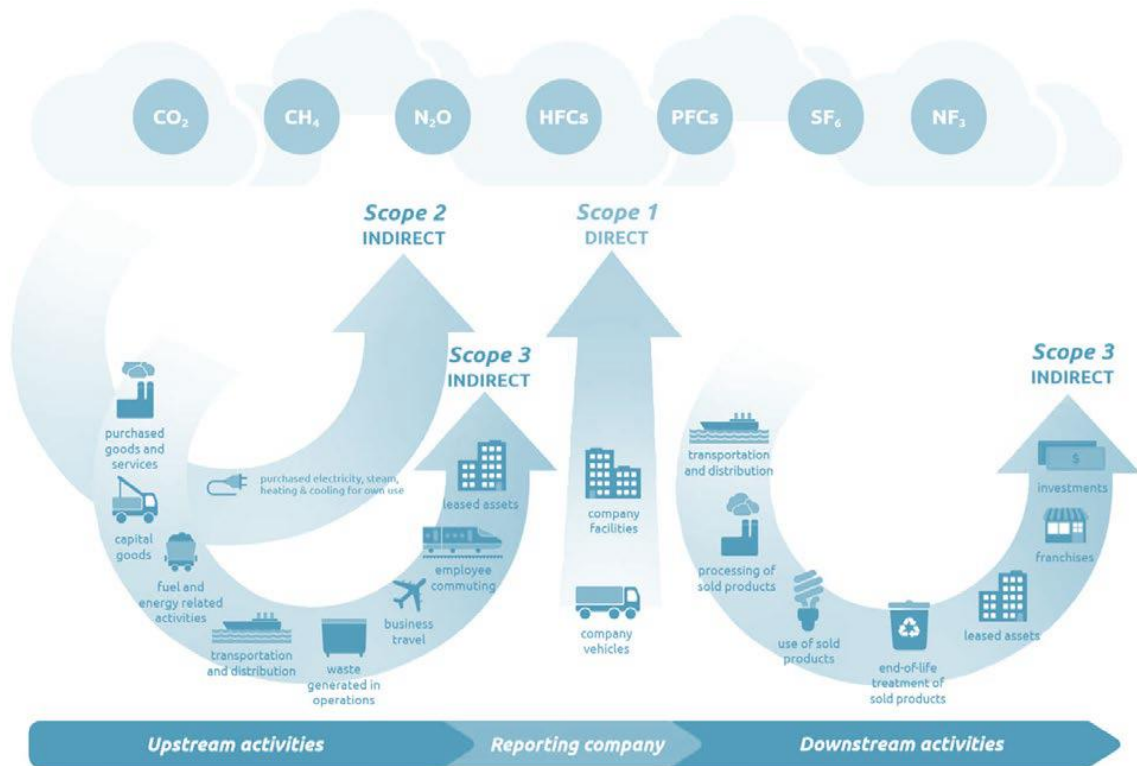 CO₂
CH₄
N₂O
HFCs
PFCs
SF₆
NF₃
Scope 2
INDIRECT
Scope 1
DIRECT
Scope 3
INDIRECT
Scope 3
INDIRECT
purchased
goods and
services
capital
goods
fuel and
energy related
activities
purchased electricity, steam,
heating & cooling for own use
transportation
and distribution
waste
generated in
operations
business
travel
employee
commuting
leased assets
company
facilities
company
vehicles
transportation
and distribution
processing of
sold products
use of sold
products
end-of-life
treatment of
sold products
leased assets
franchises
$
investments
Upstream activities
Reporting company
Downstream activities